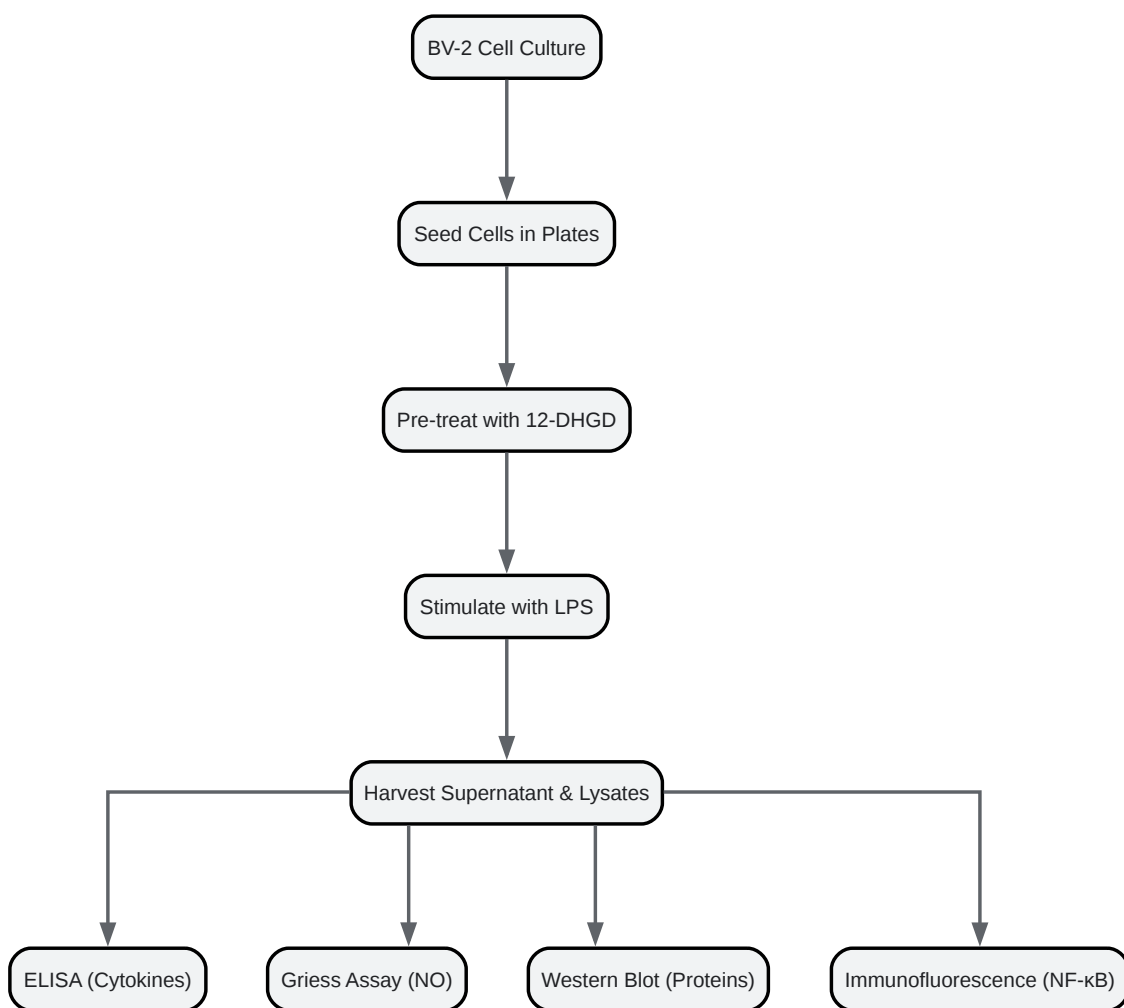 BV-2 Cell Culture
Seed Cells in Plates
Pre-treat with 12-DHGD
Stimulate with LPS
Harvest Supernatant & Lysates
ELISA (Cytokines)
Griess Assay (NO)
Western Blot (Proteins)
Immunofluorescence (NF-κB)